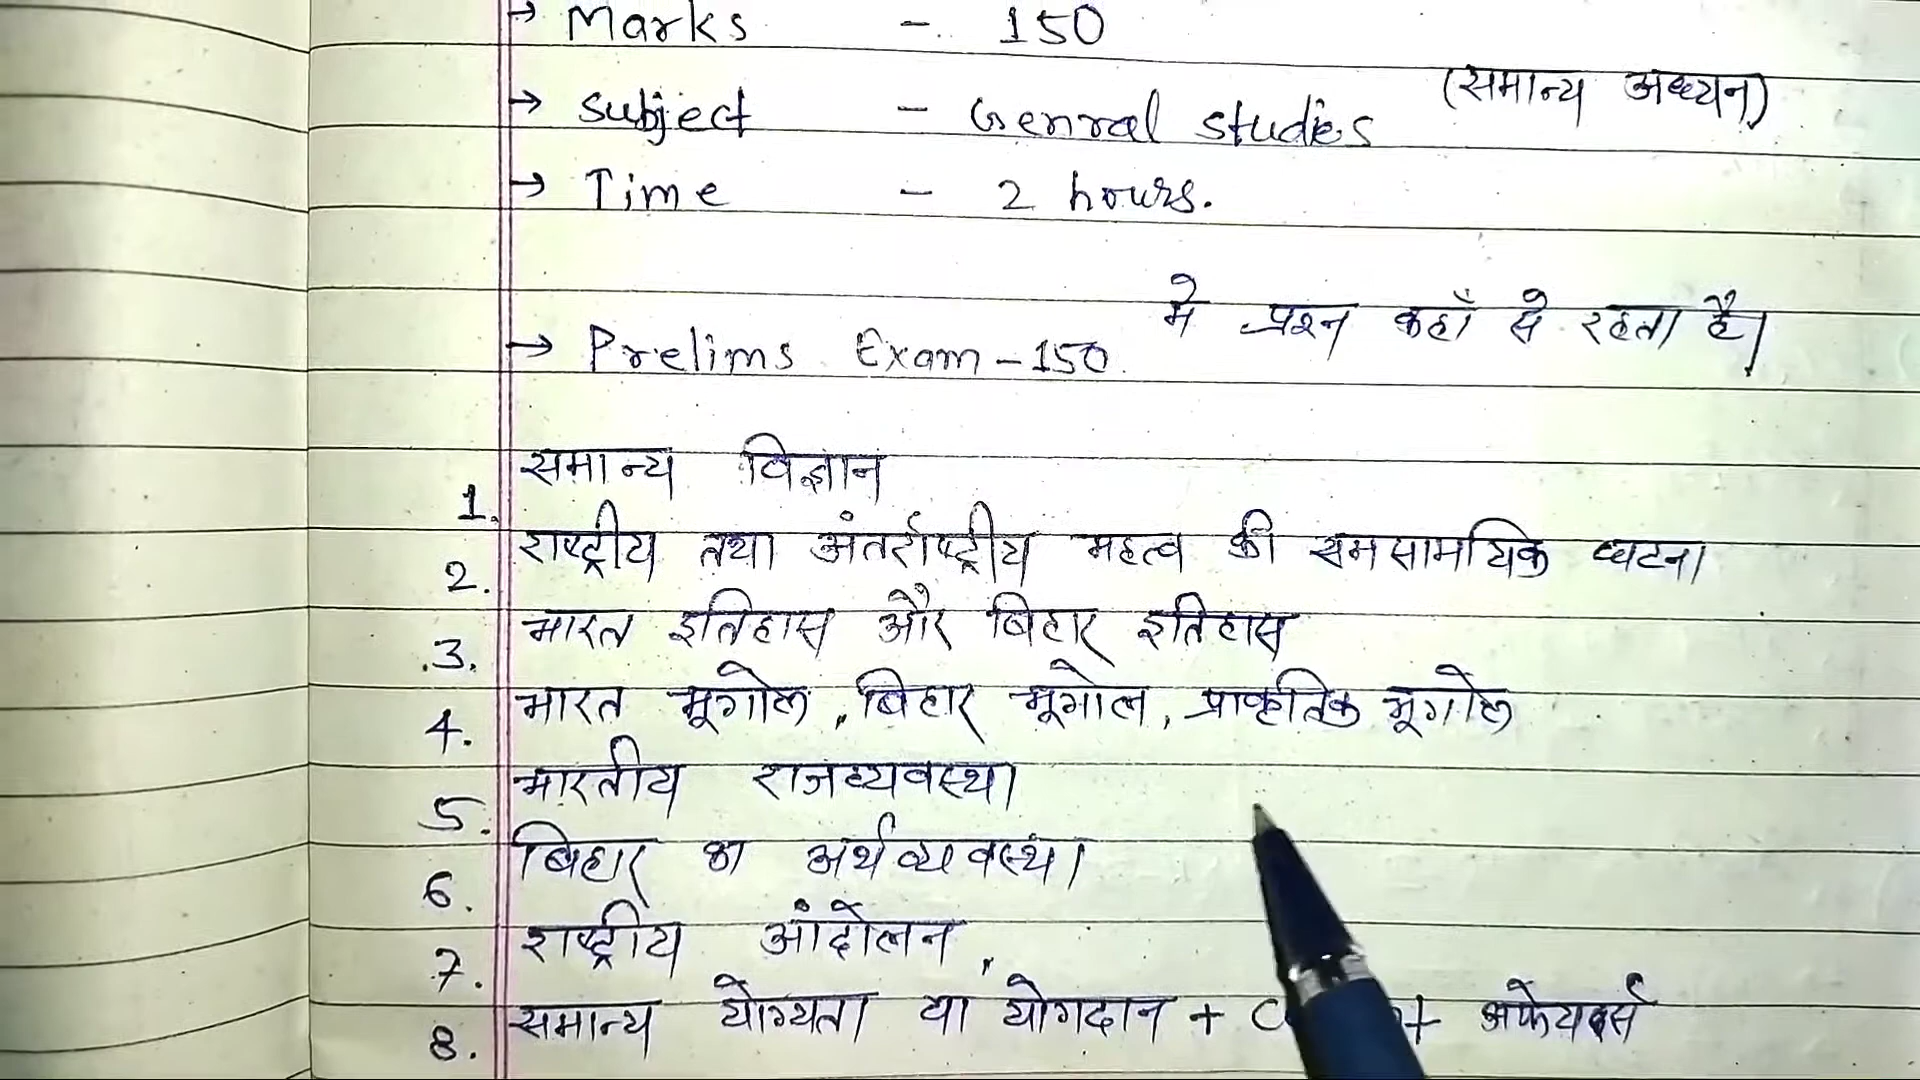 → Marks - 150
→ Subject - Genral studies (समान्य अध्यन)
→ Time - 2 hours.
→ Prelims Exam - 150 मे प्रश्न कहाँ से रहता है।
1. समान्य विज्ञान
2. राष्ट्रीय तथा अंतर्राष्ट्रीय महत्व की समसामयिक घटना
3. भारत इतिहास और बिहार इतिहास
4. भारत भूगोल, बिहार भूगोल, प्राकृतिक भूगोल
5. भारतीय राजव्यवस्था
6. बिहार का अर्थव्यवस्था
7. राष्ट्रीय आंदोलन,
8. समान्य योग्यता या योगदान + अफेयर्स